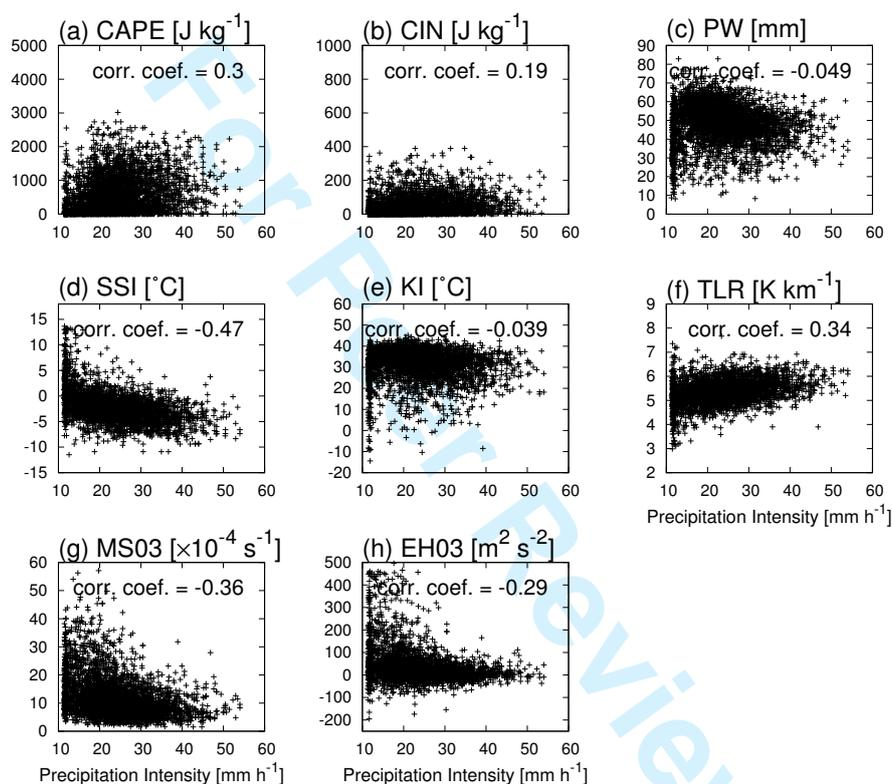 (a) CAPE [J kg⁻¹]
(b) CIN [J kg⁻¹]
(c) PW [mm]
5000
4000
3000
2000
1000
0
corr. coef. = 0.3
10 20 30 40 50 60
1000
800
600
400
200
0
corr. coef. = 0.19
10 20 30 40 50 60
90
80
70
60
50
40
30
20
10
0
corr. coef. = -0.049
10 20 30 40 50 60
(d) SSI [˚C]
(e) KI [˚C]
(f) TLR [K km⁻¹]
15
10
5
0
-5
-10
-15
corr. coef. = -0.47
10 20 30 40 50 60
60
50
40
30
20
10
0
-10
-20
corr. coef. = -0.039
10 20 30 40 50 60
9
8
7
6
5
4
3
2
corr. coef. = 0.34
10 20 30 40 50 60
Precipitation Intensity [mm h⁻¹]
(g) MS03 [×10⁻⁴ s⁻¹]
(h) EH03 [m² s⁻²]
60
50
40
30
20
10
0
corr. coef. = -0.36
10 20 30 40 50 60
Precipitation Intensity [mm h⁻¹]
500
400
300
200
100
0
-100
-200
corr. coef. = -0.29
10 20 30 40 50 60
Precipitation Intensity [mm h⁻¹]
For Peer Review